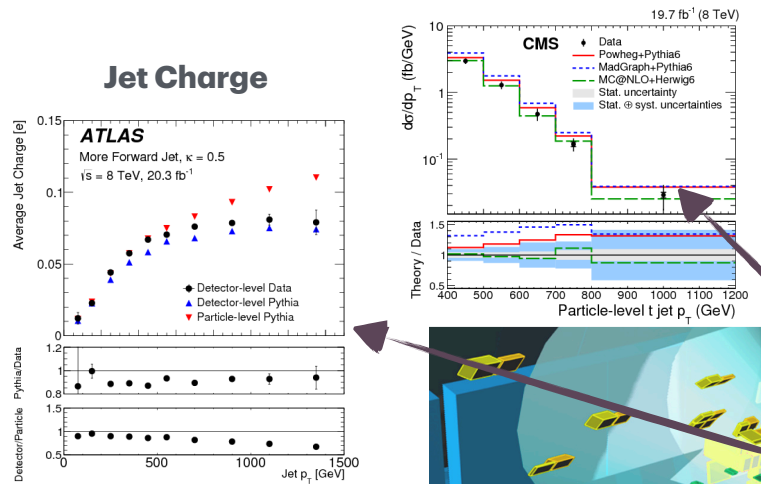 Jet Charge
Average Jet Charge [e]
0.15
0.1
0.05
0
ATLAS
More Forward Jet, κ = 0.5
√s = 8 TeV, 20.3 fb⁻¹
Detector-level Data
Detector-level Pythia
Particle-level Pythia
Pythia/Data
1.2
1
0.8
Detector/Particle
1.5
1
0.5
0 500 1000 1500
Jet p_T [GeV]
19.7 fb⁻¹ (8 TeV)
CMS
Data
Powheg+Pythia6
MadGraph+Pythia6
MC@NLO+Herwig6
Stat. uncertainty
Stat. ⊕ syst. uncertainties
dσ/dp_T (fb/GeV)
10
1
10⁻¹
Theory / Data
1.5
1
0.5
400 500 600 700 800 900 1000 1100 1200
Particle-level t jet p_T (GeV)